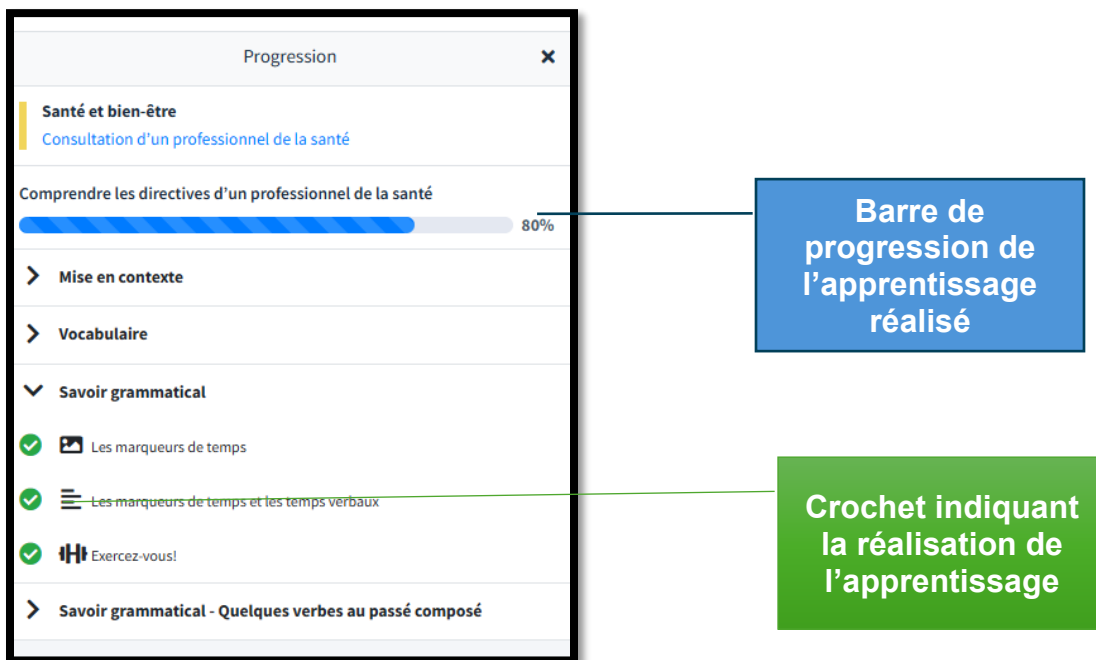 Progression
Santé et bien-être
Consultation d'un professionnel de la santé
Comprendre les directives d'un professionnel de la santé
80%
Mise en contexte
Vocabulaire
Savoir grammatical
Les marqueurs de temps
Les marqueurs de temps et les temps verbaux
Exercez-vous!
Savoir grammatical - Quelques verbes au passé composé
Barre de
progression de
l'apprentissage
réalisé
Crochet indiquant
la réalisation de
l'apprentissage